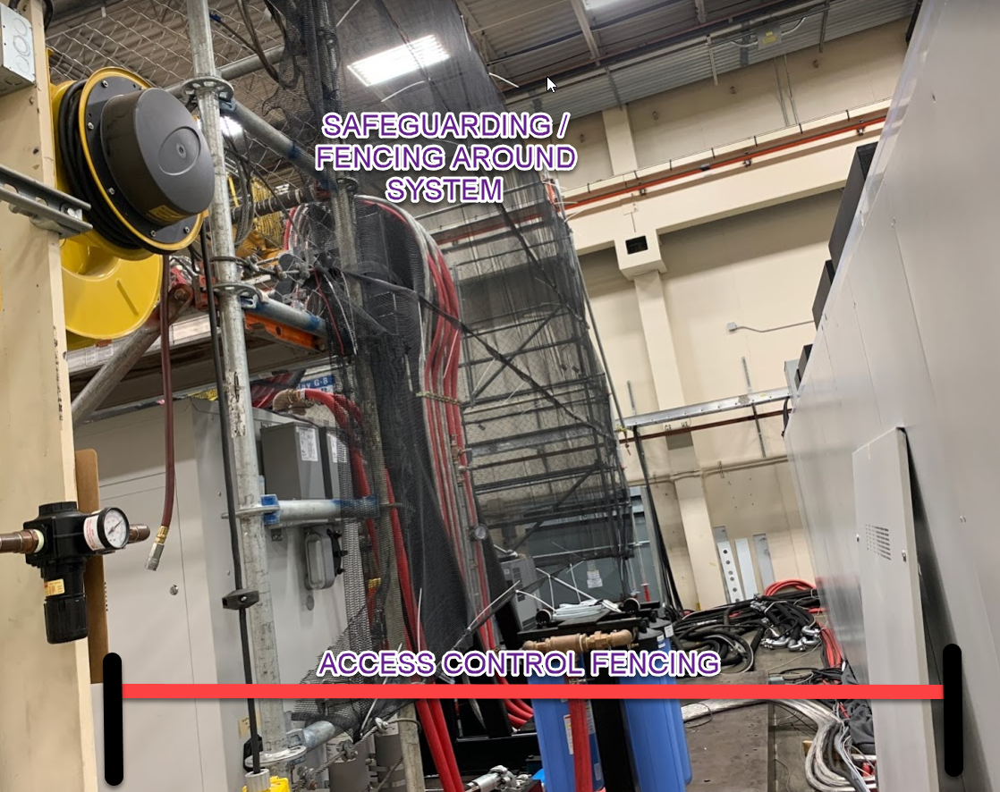 SAFEGUARDING /
FENCING AROUND
SYSTEM
ACCESS CONTROL FENCING